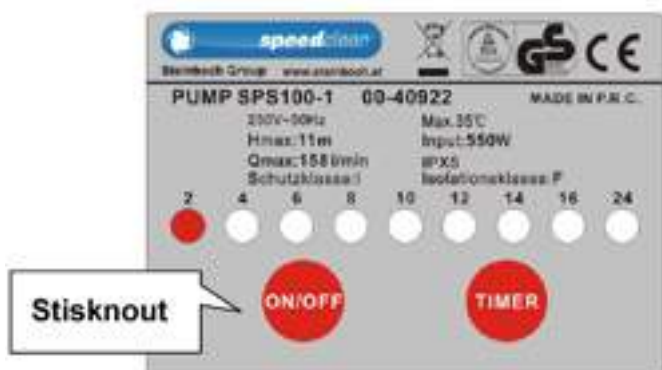 speedclean
Steinbach Group www.steinbach.at
GS CE
PUMP SPS100-1 00-40922 MADE IN P.R.C.
230V~50Hz Max.35℃
Hmax:11m Input:550W
Qmax:158l/min IPX5
Schutzklasse:I Isolationsklasse:F
2 4 6 8 10 12 14 16 24
Stisknout
ON/OFF TIMER